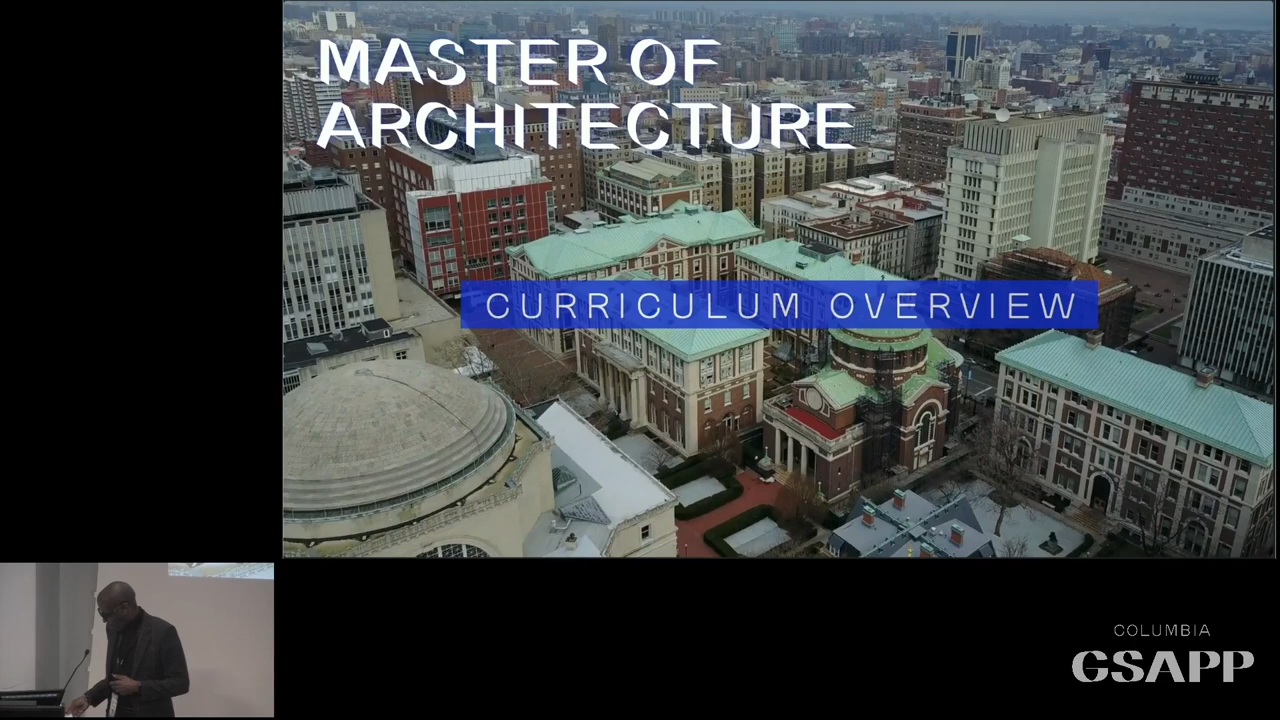 MASTER OF
ARCHITECTURE
CURRICULUM OVERVIEW
COLUMBIA
GSAPP